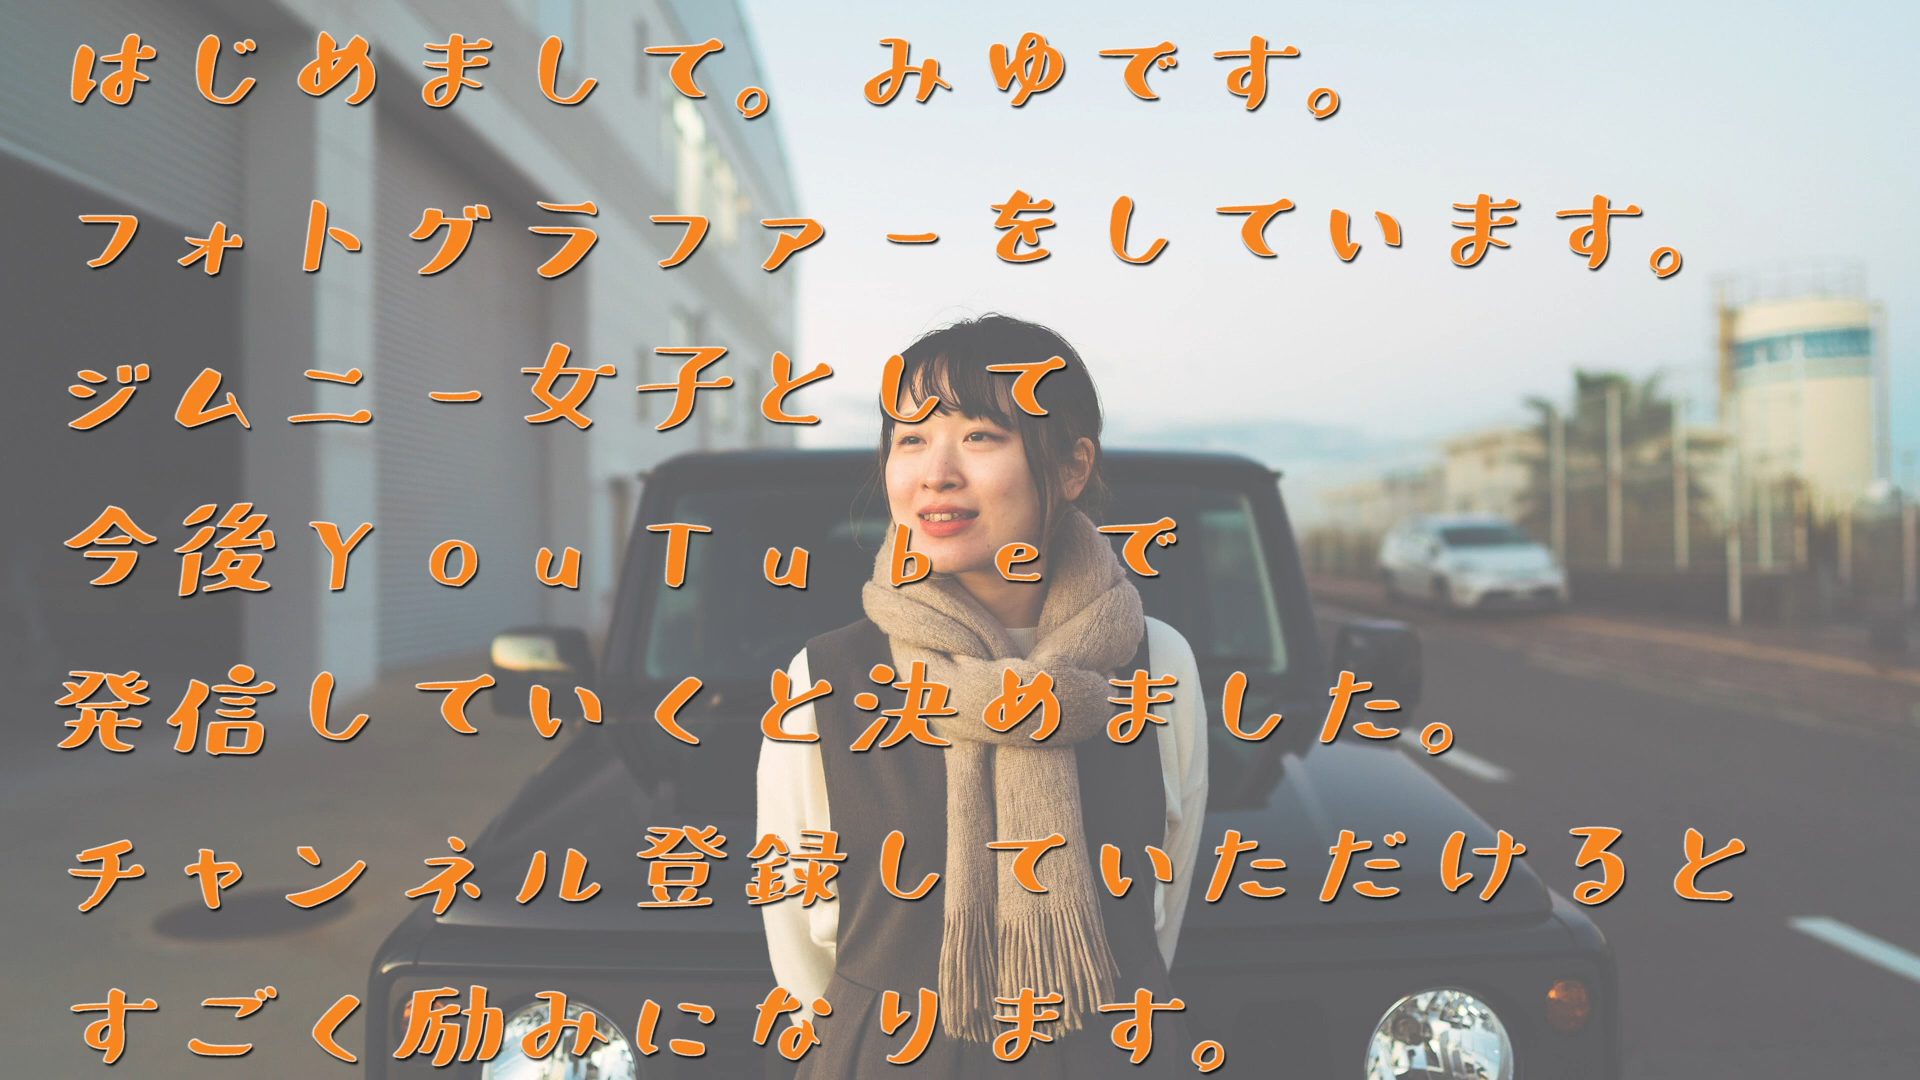 はじめまして。みゆです。
フォトグラファーをしています。
ジムニー女子として
今後YouTubeで
発信していくと決めました。
チャンネル登録していただけると
すごく励みになります。